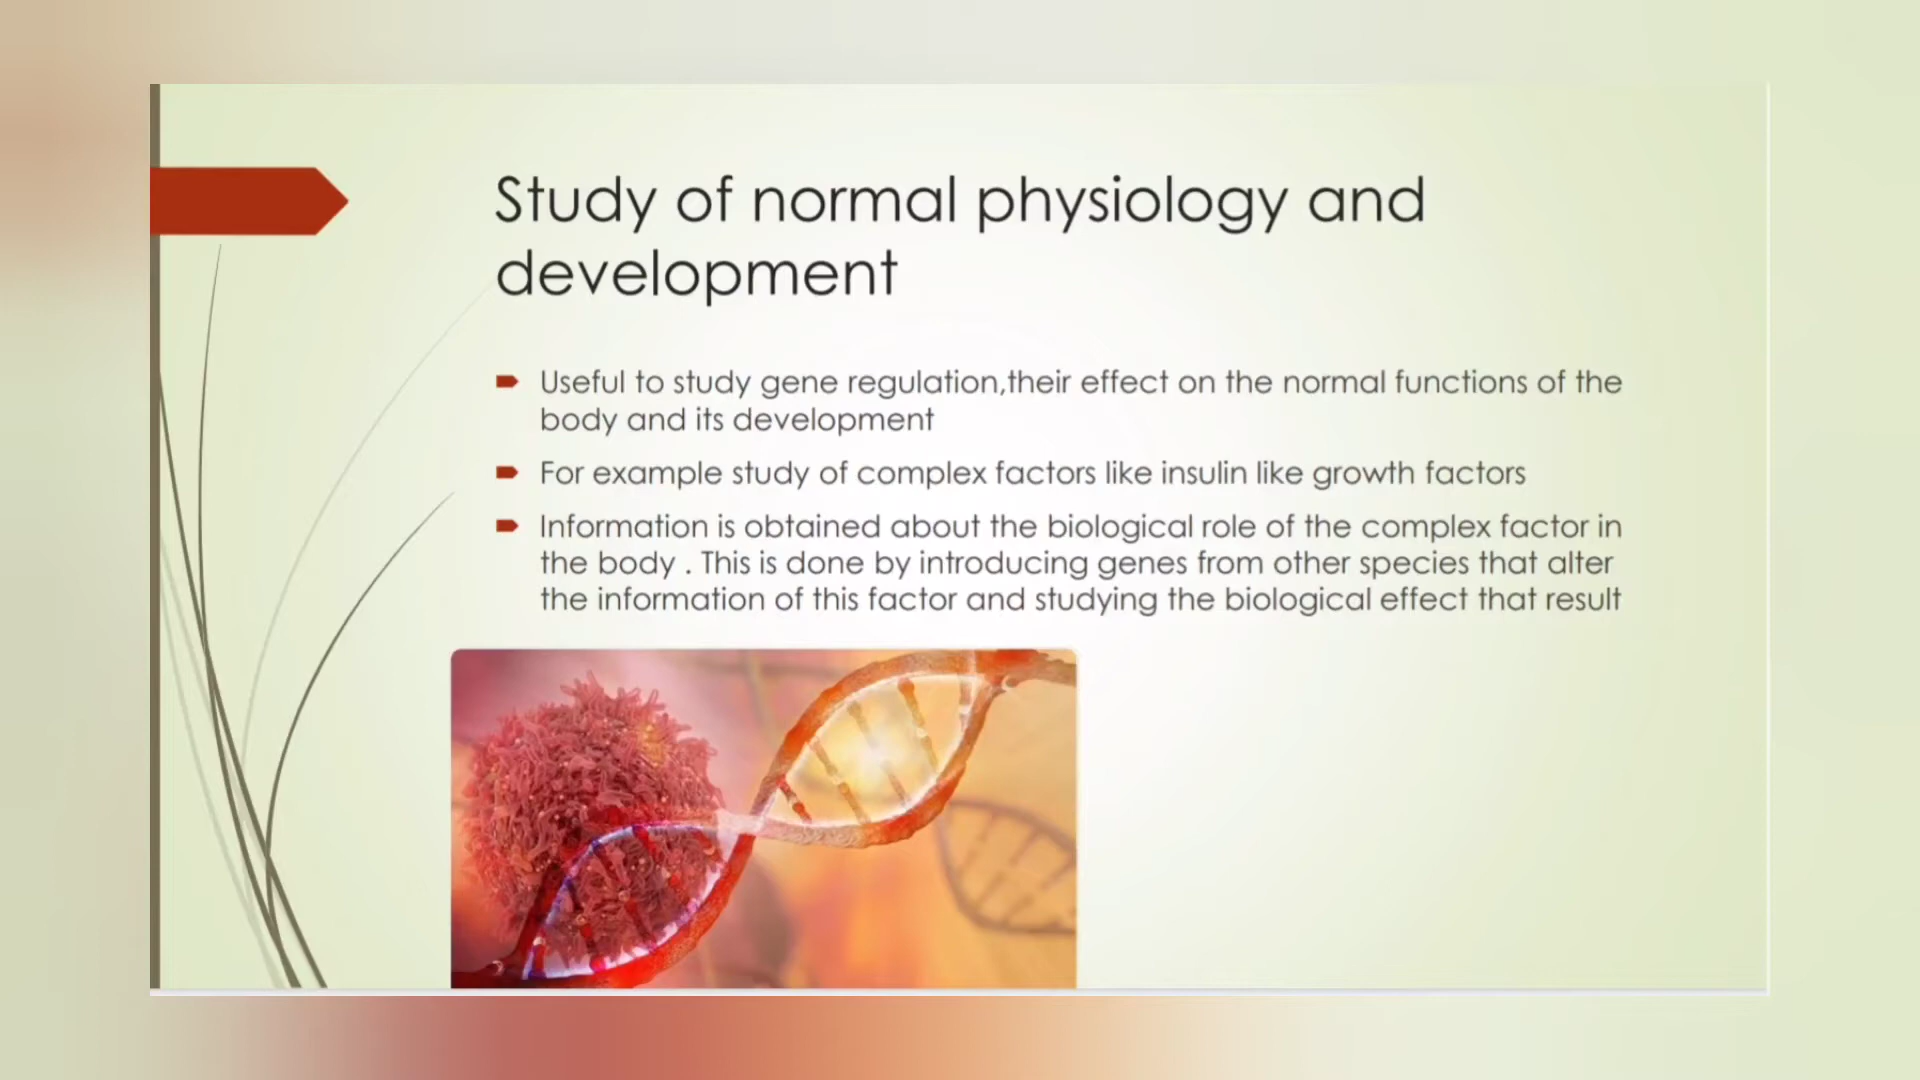 Study of normal physiology and
development
Useful to study gene regulation,their effect on the normal functions of the
body and its development
For example study of complex factors like insulin like growth factors
Information is obtained about the biological role of the complex factor in
the body . This is done by introducing genes from other species that alter
the information of this factor and studying the biological effect that result